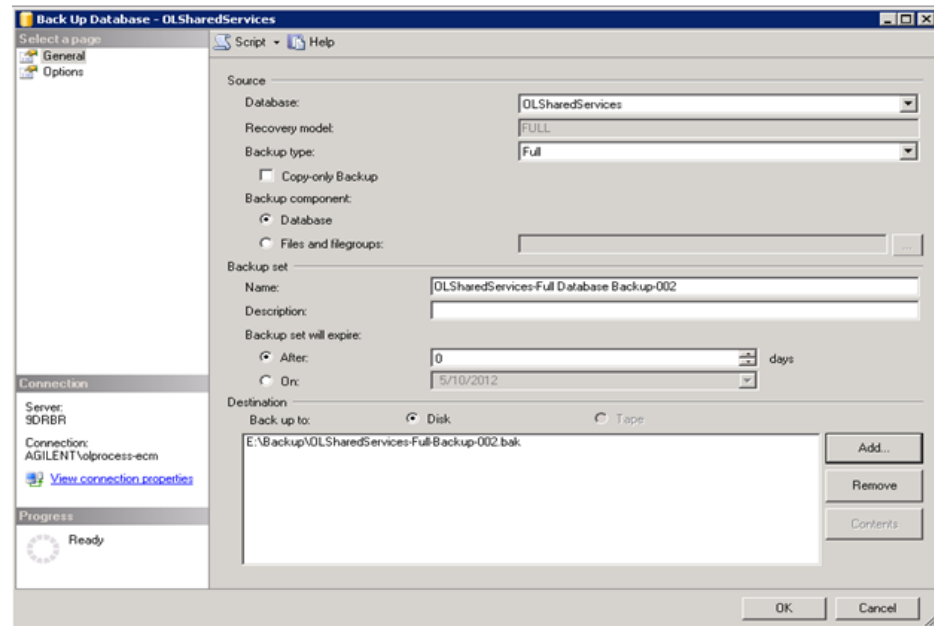 Back Up Database - OLSharedServices
Select a page
General
Options
Script
Help
Source
Database:
OLSharedServices
Recovery model:
FULL
Backup type:
Full
Copy-only Backup
Backup component:
Database
Files and filegroups:
...
Backup set
Name:
OLSharedServices-Full Database Backup-002
Description:
Backup set will expire:
After:
0
days
On:
5/10/2012
Connection
Server:
9DRBR
Connection:
AGILENT\olprocess-ecm
View connection properties
Progress
Ready
Destination
Back up to:
Disk
Tape
E:\Backup\OLSharedServices-Full-Backup-002.bak
Add...
Remove
Contents
OK
Cancel